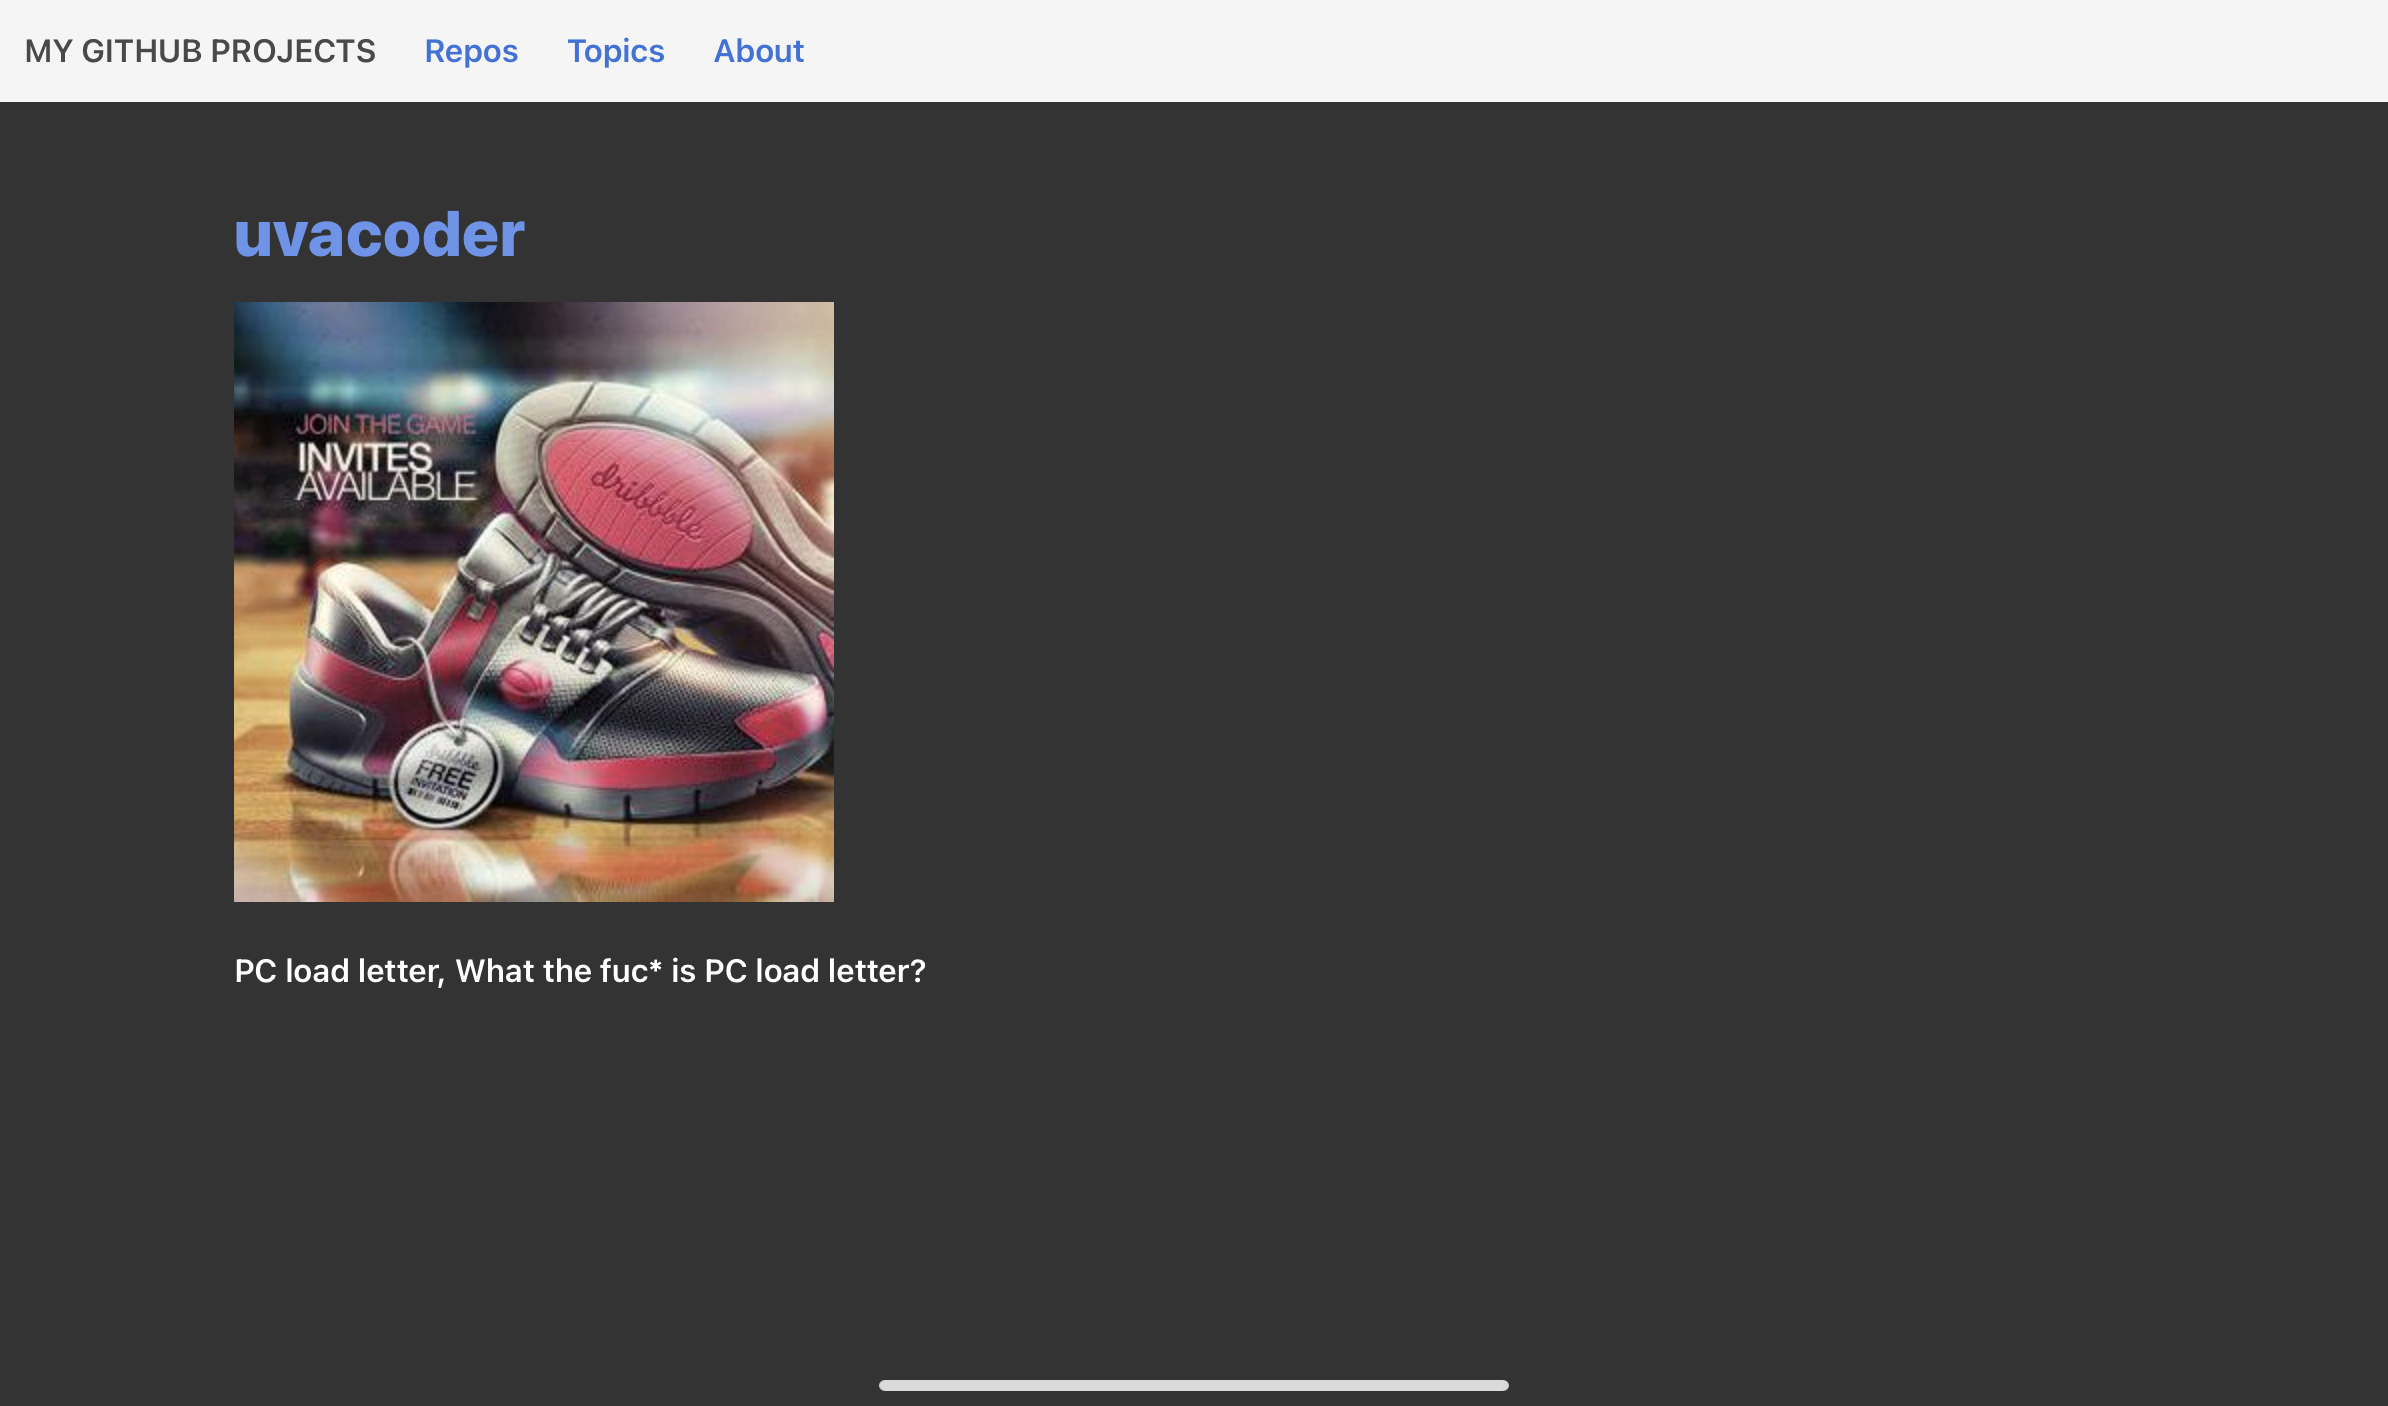 MY GITHUB PROJECTS Repos Topics About
uvacoder
JOIN THE GAME
INVITES
AVAILABLE
dribbble
dribbble
FREE
INVITATION
PC load letter, What the fuc* is PC load letter?